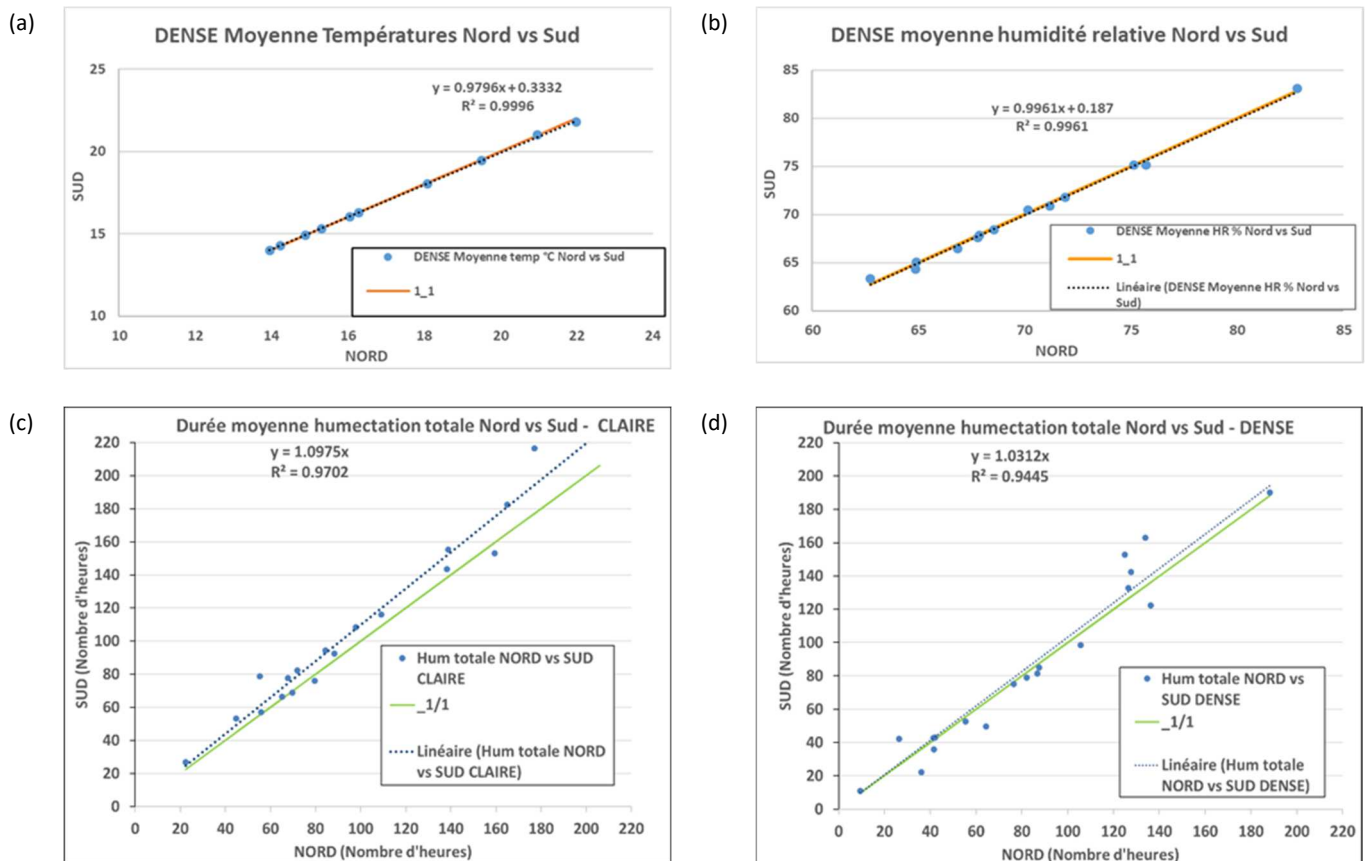 (a)
DENSE Moyenne Températures Nord vs Sud
25
y = 0.9796x + 0.3332
R² = 0.9996
20
SUD
15
DENSE Moyenne temp °C Nord vs Sud
1_1
10
10 12 14 16 18 20 22 24
NORD
(b)
DENSE moyenne humidité relative Nord vs Sud
85
y = 0.9961x + 0.187
R² = 0.9961
80
75
SUD
70
65
60
DENSE Moyenne HR % Nord vs Sud
1_1
Linéaire (DENSE Moyenne HR % Nord vs
Sud)
60 65 70 75 80 85
NORD
(c)
Durée moyenne humectation totale Nord vs Sud - CLAIRE
y = 1.0975x
R² = 0.9702
220
200
180
160
140
120
100
80
60
40
20
0
SUD (Nombre d'heures)
Hum totale NORD vs SUD
CLAIRE
_1/1
Linéaire (Hum totale NORD
vs SUD CLAIRE)
0 20 40 60 80 100 120 140 160 180 200 220
NORD (Nombre d'heures)
(d)
Durée moyenne humectation totale Nord vs Sud - DENSE
y = 1.0312x
R² = 0.9445
220
200
180
160
140
120
100
80
60
40
20
0
SUD (Nombre d'heures)
Hum totale NORD vs
SUD DENSE
_1/1
Linéaire (Hum totale
NORD vs SUD DENSE)
0 20 40 60 80 100 120 140 160 180 200 220
NORD (Nombre d'heures)